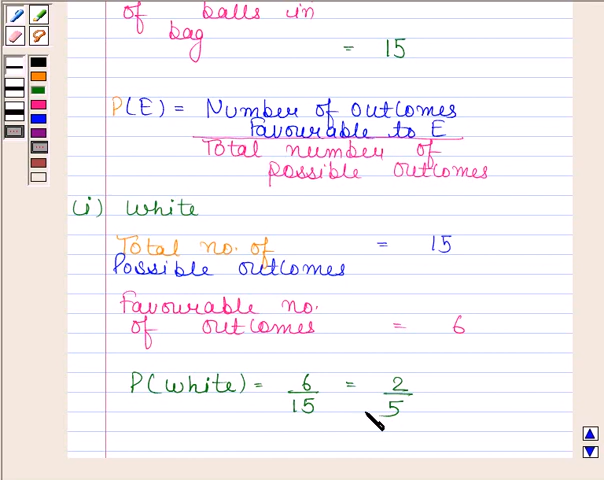 of balls in
bag
= 15
P(E) = Number of outcomes
Favourable to E
Total number of
possible outcomes
(i) White
Total no. of = 15
Possible outcomes
Favourable no.
of outcomes = 6
P(white) = 6/15 = 2/5